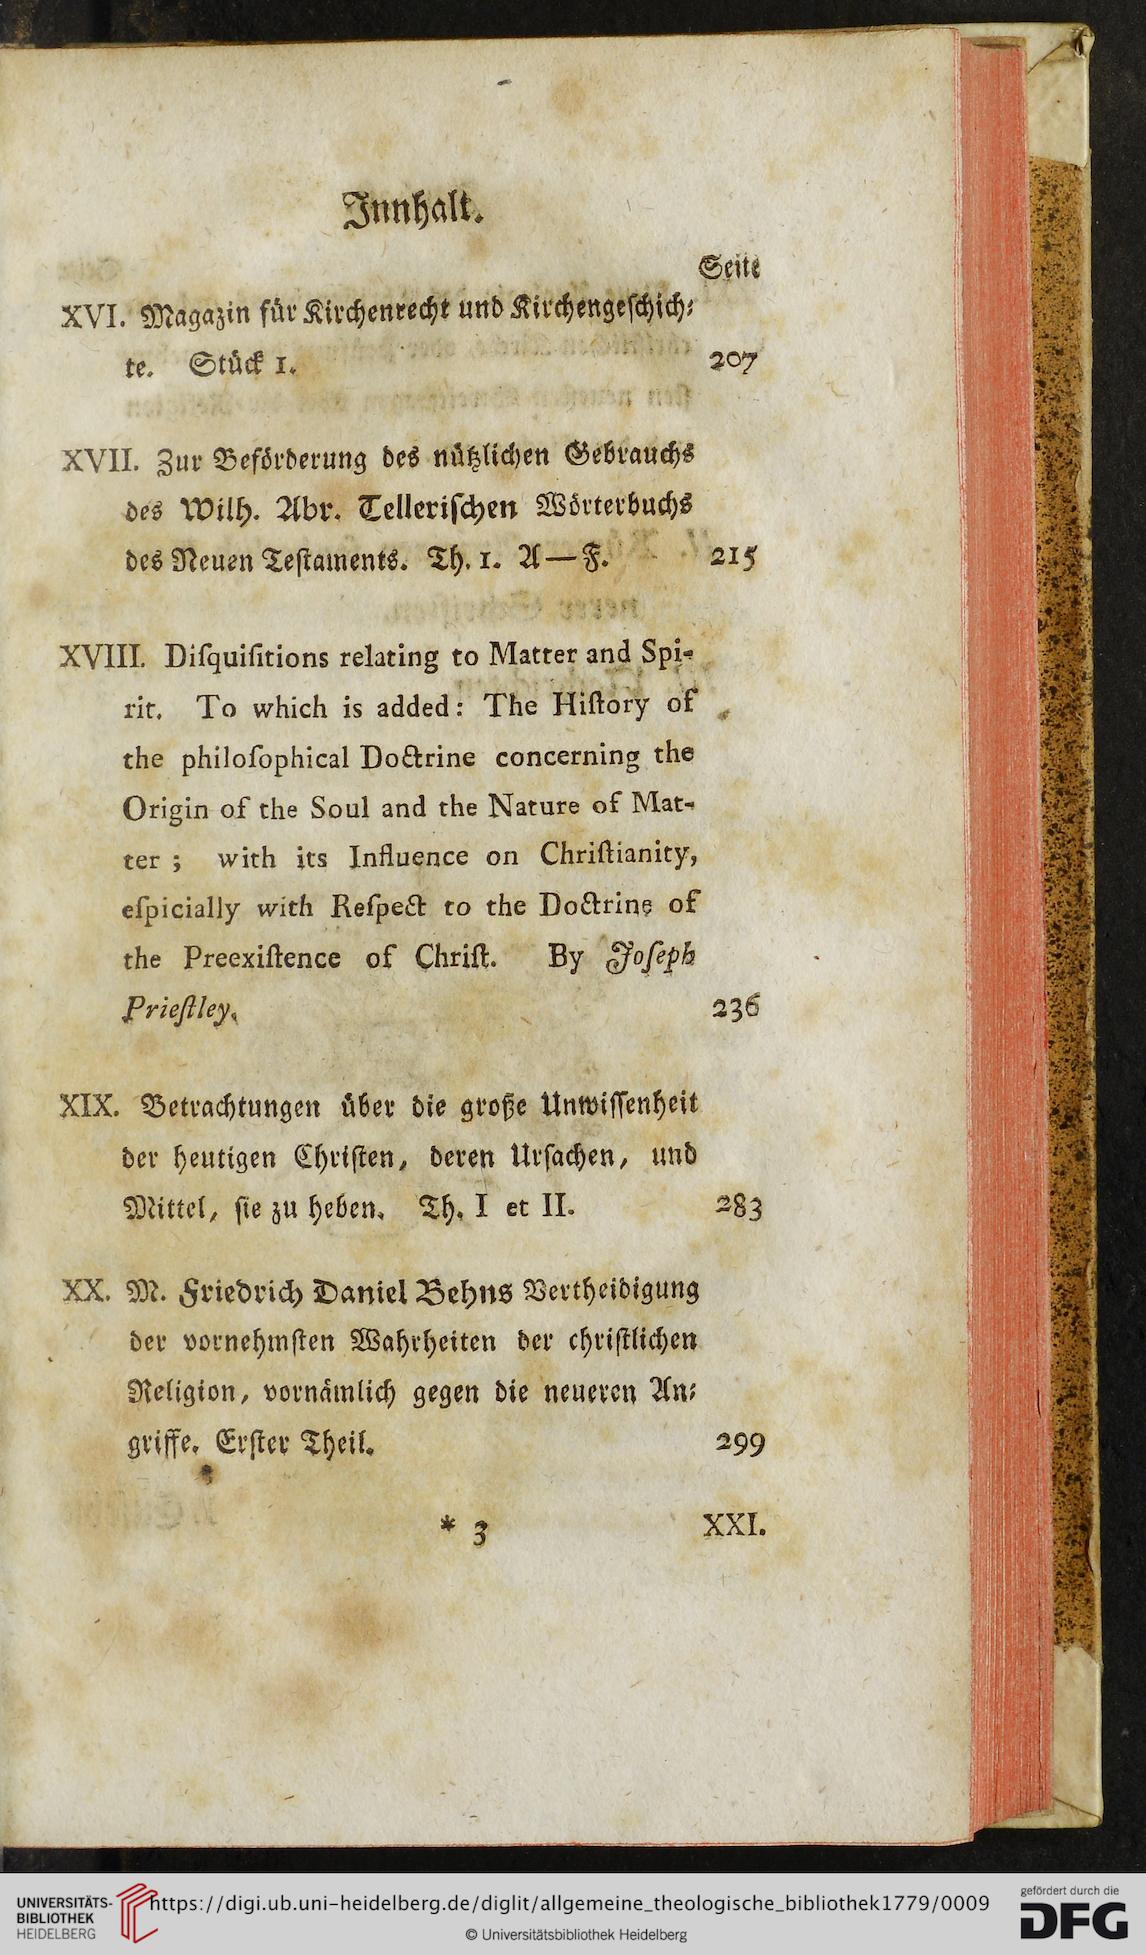 Innhalt.
Seite
XVI. Magazin für Kirchenrecht und Kirchengeschich⸗
te. Stück 1. 207
XVII. Zur Beförderung des nützlichen Gebrauchs
des Wilh. Abr. Tellerischen Wörterbuchs
des Neuen Testaments. Th. 1. A—F. 215
XVIII. Diſquiſitions relating to Matter and Spi-
rit. To which is added: The Hiſtory of
the philoſophical Doctrine concerning the
Origin of the Soul and the Nature of Mat-
ter ; with its Influence on Chriſtianity,
eſpicially with Reſpect to the Doctrine of
the Preexiſtence of Chriſt. By Joſeph
Prieſtley. 236
XIX. Betrachtungen über die große Unwiſſenheit
der heutigen Chriſten, deren Urſachen, und
Mittel, ſie zu heben. Th. I et II. 283
XX. M. Friedrich Daniel Behns Vertheidigung
der vornehmſten Wahrheiten der chriſtlichen
Religion, vornämlich gegen die neueren An⸗
griffe. Erſter Theil. 299
* 3 XXI.
UNIVERSITÄTS-
BIBLIOTHEK
HEIDELBERG
https://digi.ub.uni-heidelberg.de/diglit/allgemeine_theologische_bibliothek1779/0009
© Universitätsbibliothek Heidelberg
gefördert durch die
DFG